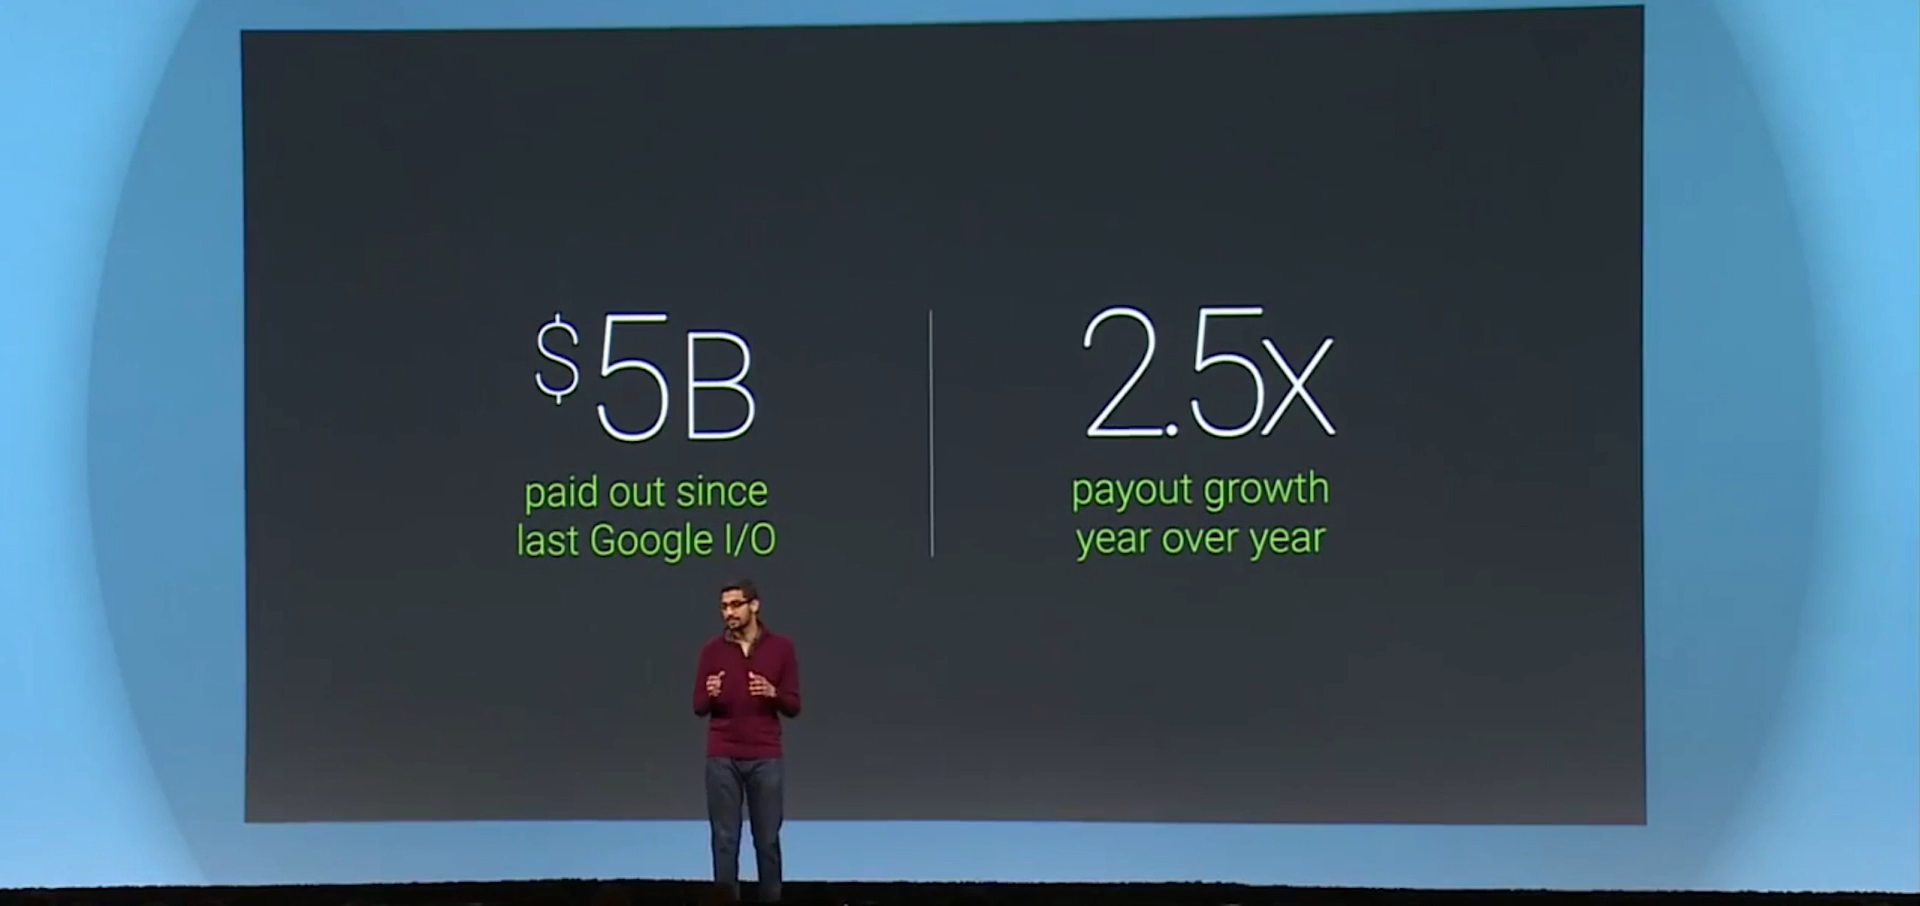 $5B
paid out since
last Google I/O
2.5x
payout growth
year over year